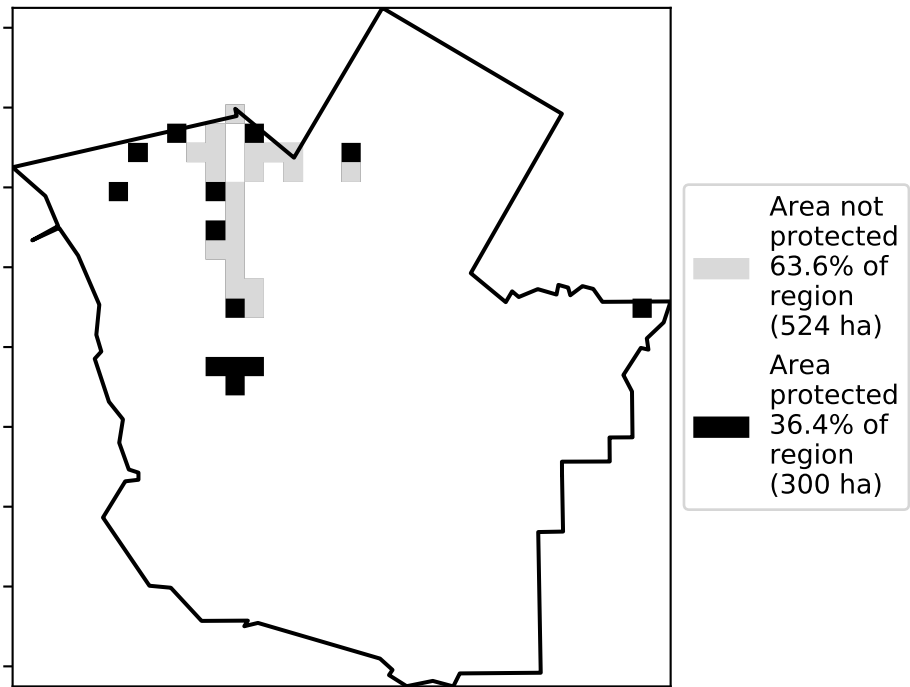 Area not
protected
63.6% of
region
(524 ha)
Area
protected
36.4% of
region
(300 ha)